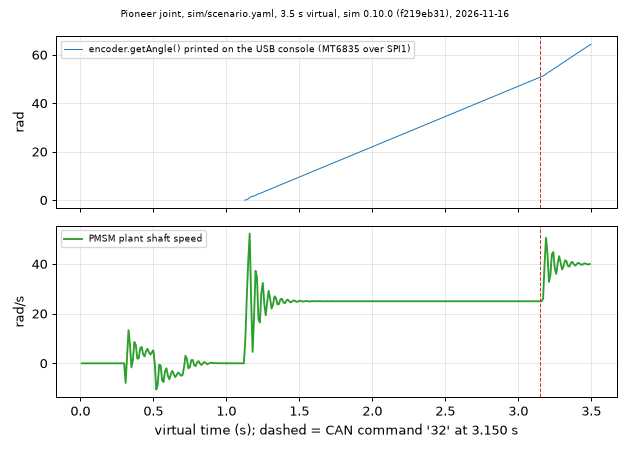 Pioneer joint, sim/scenario.yaml, 3.5 s virtual, sim 0.10.0 (f219eb31), 2026-11-16
encoder.getAngle() printed on the USB console (MT6835 over SPI1)
60
40
20
0
rad
PMSM plant shaft speed
40
20
0
rad/s
0.0 0.5 1.0 1.5 2.0 2.5 3.0 3.5
virtual time (s); dashed = CAN command '32' at 3.150 s